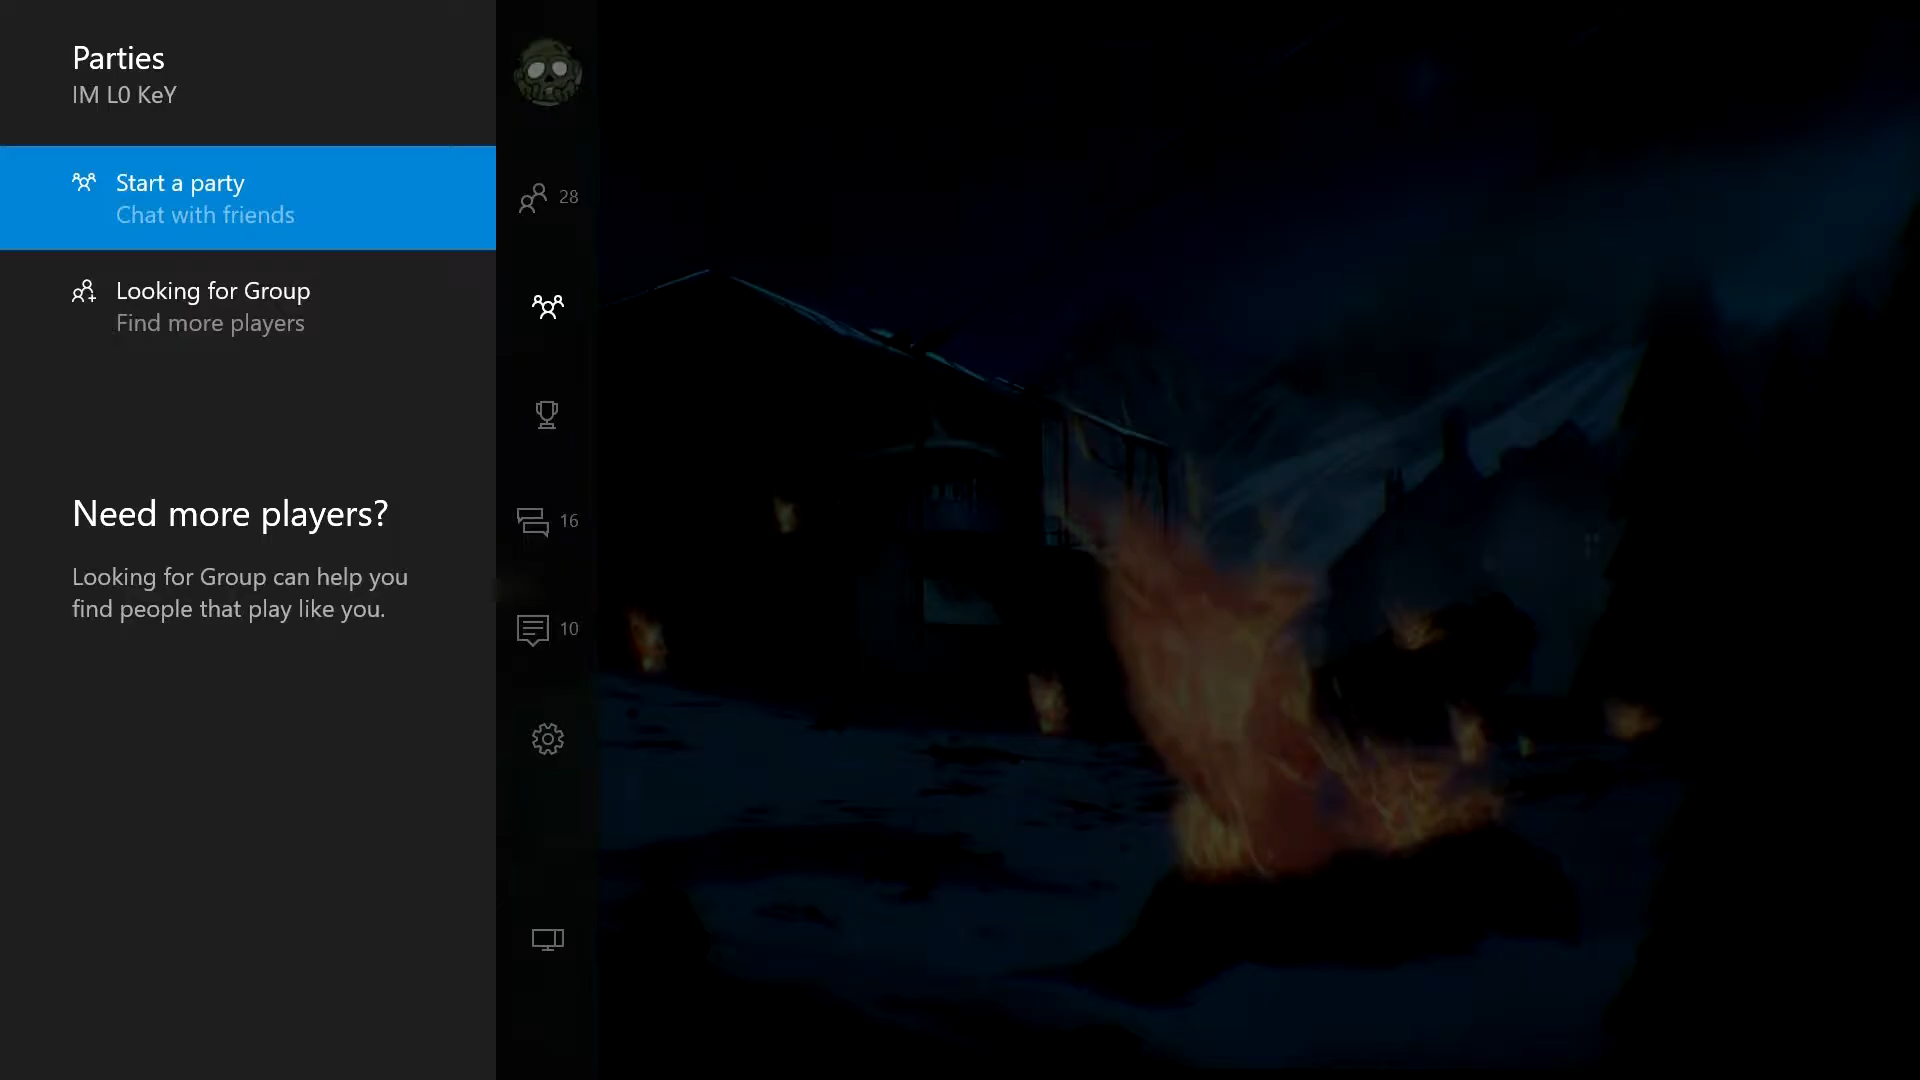 Parties
IM L0 KeY
Start a party
Chat with friends
Looking for Group
Find more players
Need more players?
Looking for Group can help you
find people that play like you.
28
16
10